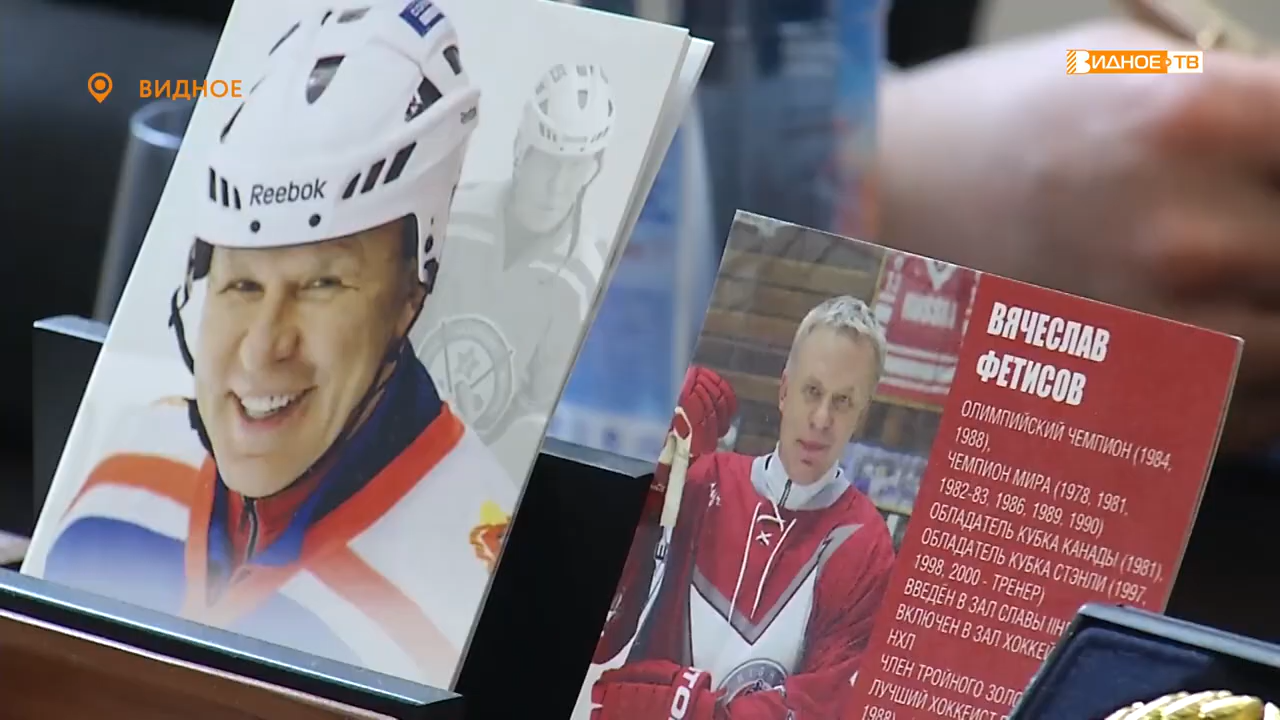 ВИДНОЕ
ВИДНОЕ ТВ
Reebok
ВЯЧЕСЛАВ
ФЕТИСОВ
ОЛИМПИЙСКИЙ ЧЕМПИОН (1984,
1988),
ЧЕМПИОН МИРА (1978, 1981,
1982-83, 1986, 1989, 1990)
ОБЛАДАТЕЛЬ КУБКА КАНАДЫ (1981),
ОБЛАДАТЕЛЬ КУБКА СТЭНЛИ (1997,
1998, 2000 - ТРЕНЕР)
ВВЕДЁН В ЗАЛ СЛАВЫ
ВКЛЮЧЕН В ЗАЛ
НХЛ
ЧЛЕН ТРОЙНОГО
ЛУЧШИЙ ХОККЕИСТ
1988)